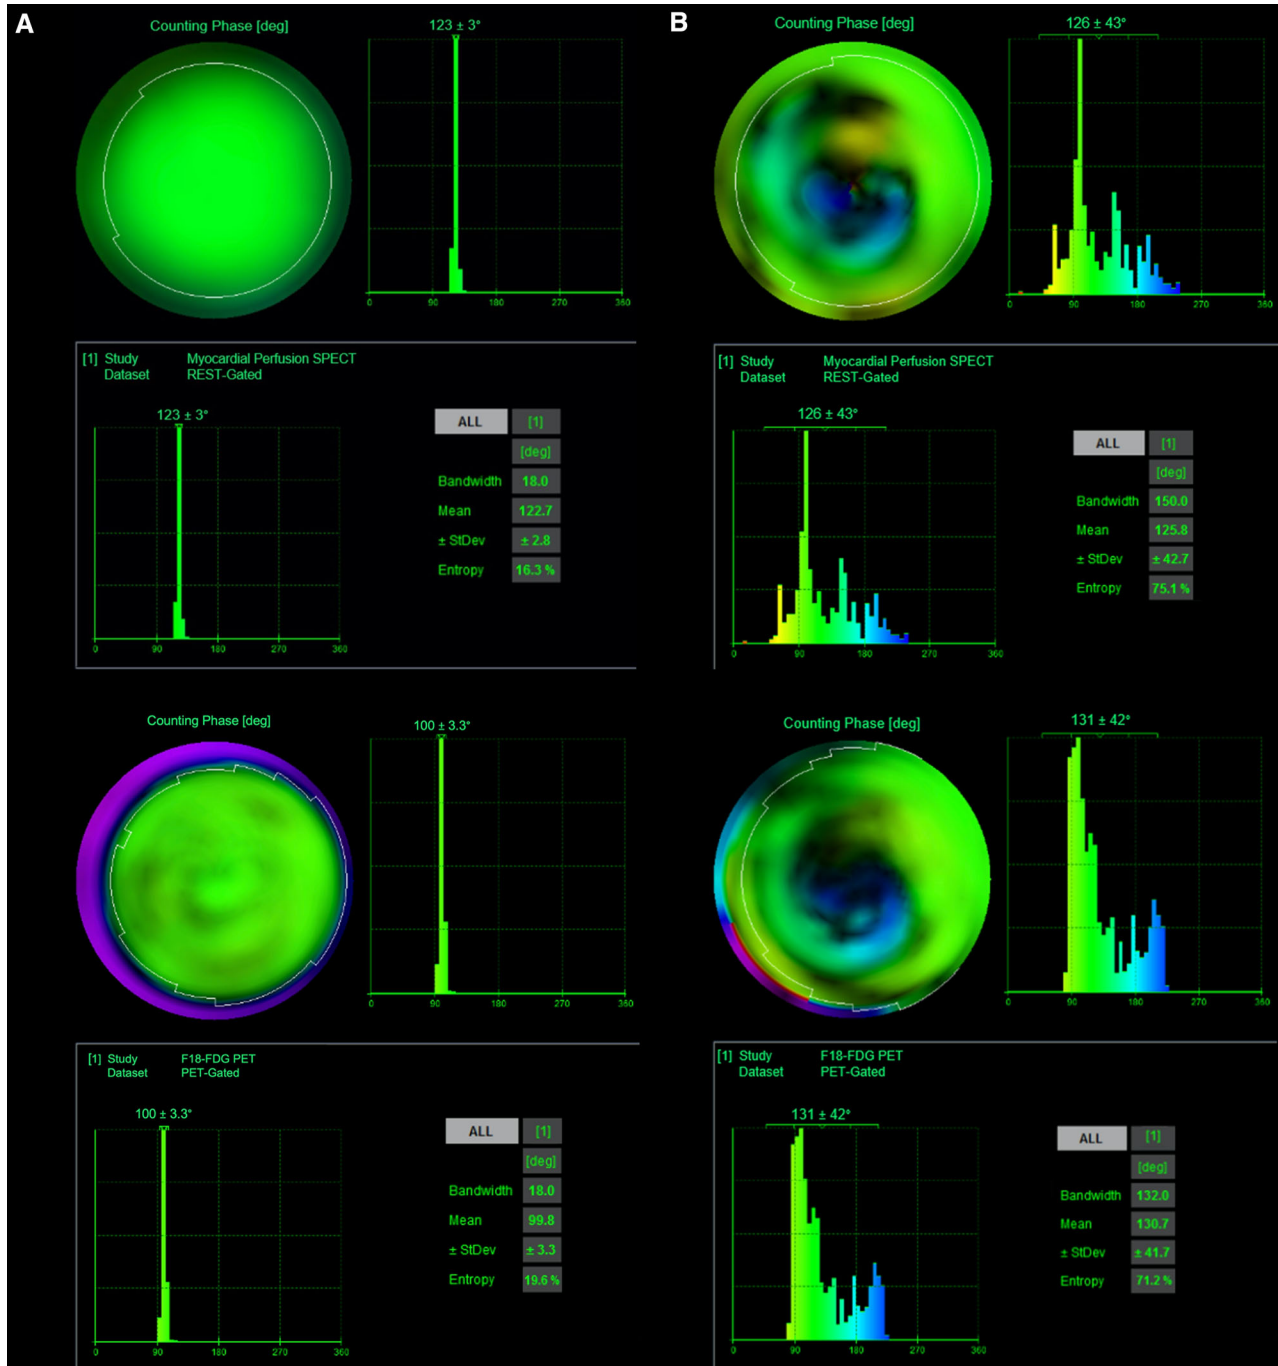 A
Counting Phase [deg]
123 ± 3°
0 90 180 270 360
[1] Study Myocardial Perfusion SPECT
Dataset REST-Gated
123 ± 3°
0 90 180 270 360
ALL [1]
[deg]
Bandwidth 18.0
Mean 122.7
± StDev ± 2.8
Entropy 16.3 %
B
Counting Phase [deg]
126 ± 43°
0 90 180 270 360
[1] Study Myocardial Perfusion SPECT
Dataset REST-Gated
126 ± 43°
0 90 180 270 360
ALL [1]
[deg]
Bandwidth 150.0
Mean 125.8
± StDev ± 42.7
Entropy 75.1 %
Counting Phase [deg]
100 ± 3.3°
0 90 180 270 360
[1] Study F18-FDG PET
Dataset PET-Gated
100 ± 3.3°
0 90 180 270 360
ALL [1]
[deg]
Bandwidth 18.0
Mean 99.8
± StDev ± 3.3
Entropy 19.6 %
Counting Phase [deg]
131 ± 42°
0 90 180 270 360
[1] Study F18-FDG PET
Dataset PET-Gated
131 ± 42°
0 90 180 270 360
ALL [1]
[deg]
Bandwidth 132.0
Mean 130.7
± StDev ± 41.7
Entropy 71.2 %